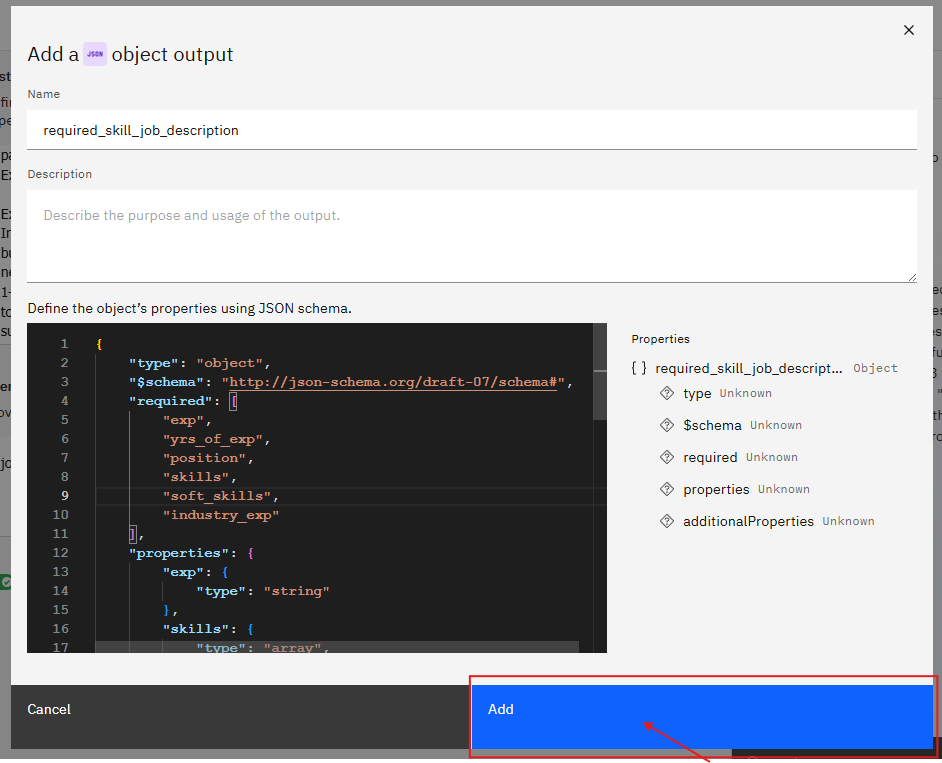 Add a JSON object output
Name
required_skill_job_description
Description
Describe the purpose and usage of the output.
Define the object's properties using JSON schema.
1 {
2 "type": "object",
3 "$schema": "http://json-schema.org/draft-07/schema#",
4 "required": [
5 "exp",
6 "yrs_of_exp",
7 "position",
8 "skills",
9 "soft_skills",
10 "industry_exp"
11 ],
12 "properties": {
13 "exp": {
14 "type": "string"
15 },
16 "skills": {
17 "type": "array",
Properties
{ } required_skill_job_descript... Object
type Unknown
$schema Unknown
required Unknown
properties Unknown
additionalProperties Unknown
Cancel
Add